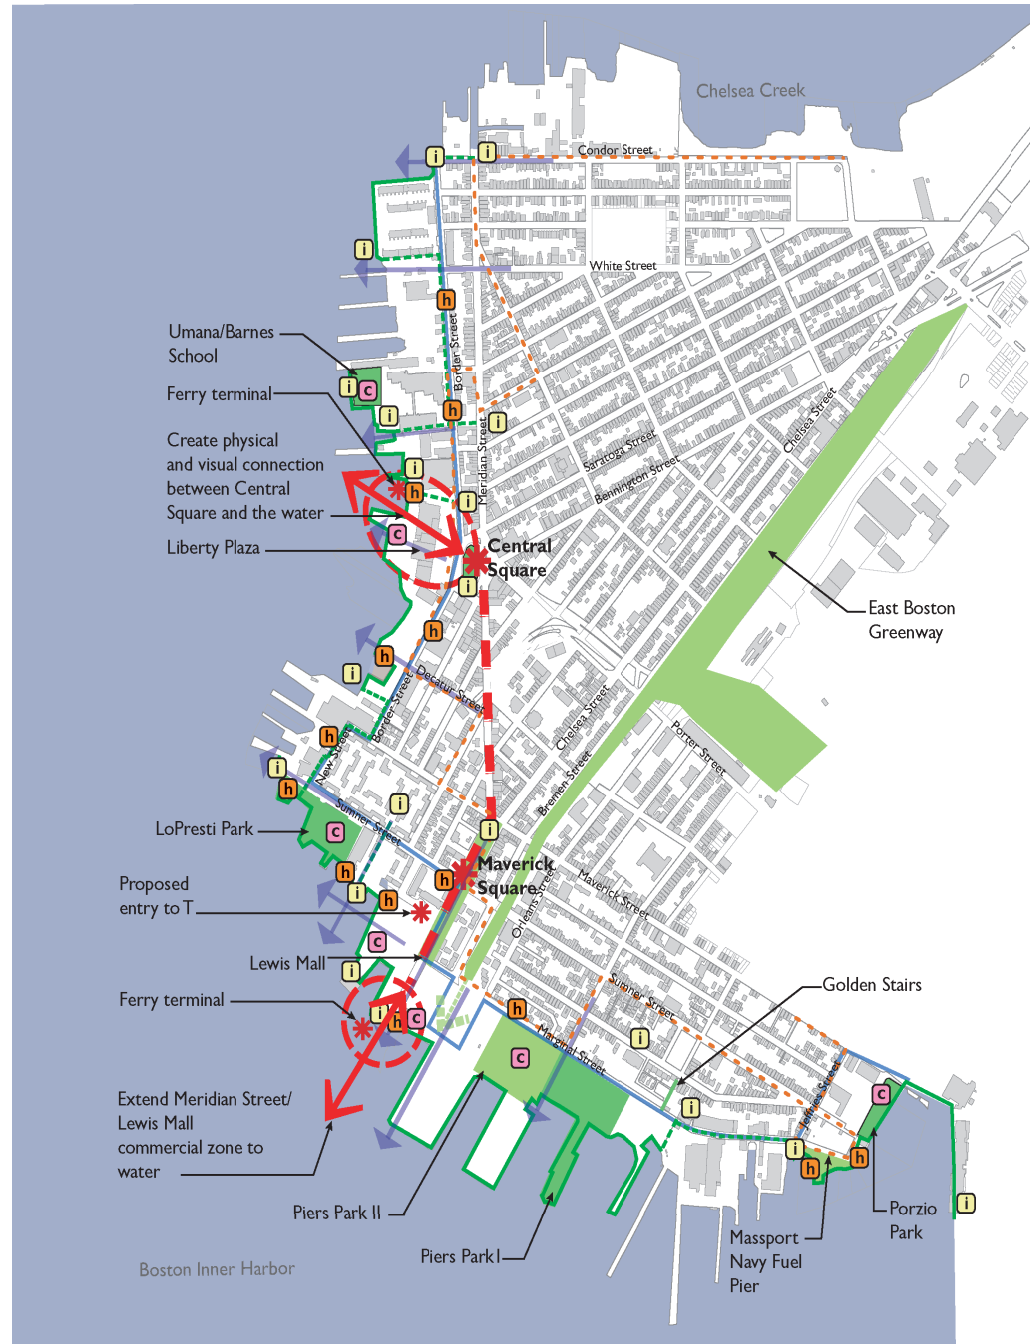 Chelsea Creek
i
i
Condor Street
i
White Street
h
Umana/Barnes
School
Border Street
Ferry terminal
i
c
i
h
i
Chelsea Street
Create physical
and visual connection
between Central
Square and the water
Meridian Street
Saratoga Street
Bennington Street
i
h
i
c
Liberty Plaza
Central
Square
i
East Boston
Greenway
h
h
i
Decatur Street
Border Street
Chelsea Street
Porter Street
h
New Street
i
h
Bremen Street
i
Sumner Street
i
LoPresti Park
c
Maverick
Square
h
h
i
h
Maverick Street
Proposed
entry to T
Orleans Street
c
Lewis Mall
i
Sumner Street
Golden Stairs
Ferry terminal
i
h
c
h
i
Marginal Street
c
Jeffries Street
c
Extend Meridian Street/
Lewis Mall
commercial zone to
water
i
i
h
h
i
Piers Park II
Porzio
Park
Piers Park I
Massport
Navy Fuel
Pier
Boston Inner Harbor